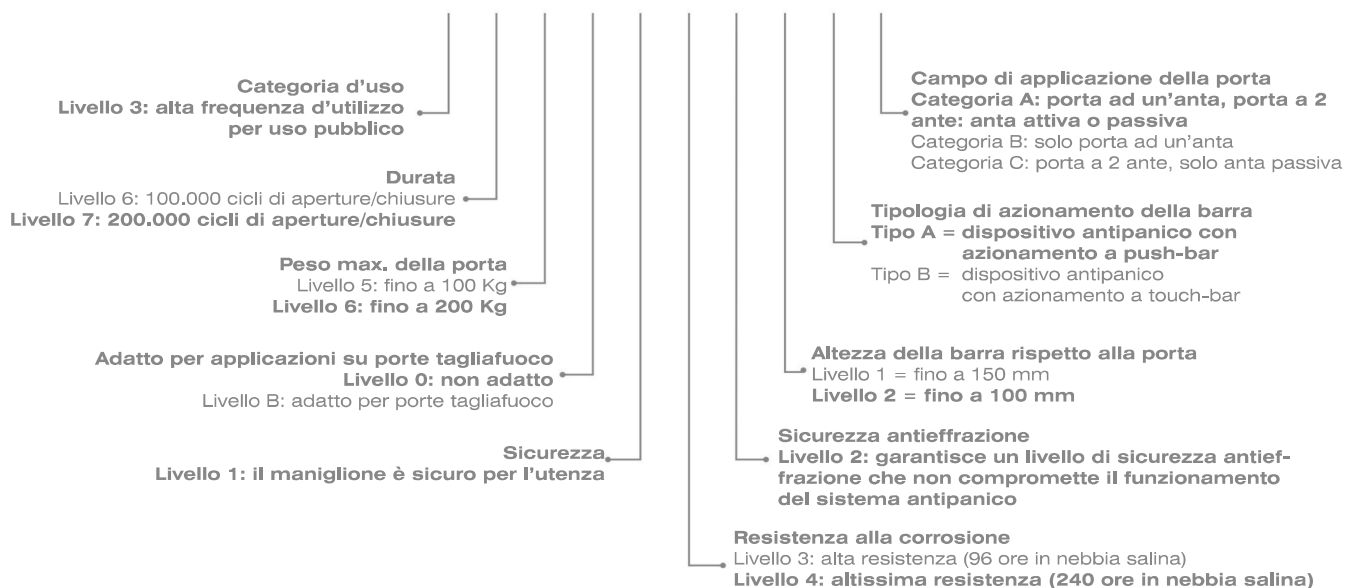 Categoria d'uso
Livello 3: alta frequenza d'utilizzo
per uso pubblico
Durata
Livello 6: 100.000 cicli di aperture/chiusure
Livello 7: 200.000 cicli di aperture/chiusure
Peso max. della porta
Livello 5: fino a 100 Kg
Livello 6: fino a 200 Kg
Adatto per applicazioni su porte tagliafuoco
Livello 0: non adatto
Livello B: adatto per porte tagliafuoco
Sicurezza
Livello 1: il maniglione è sicuro per l'utenza
Campo di applicazione della porta
Categoria A: porta ad un'anta, porta a 2
ante: anta attiva o passiva
Categoria B: solo porta ad un'anta
Categoria C: porta a 2 ante, solo anta passiva
Tipologia di azionamento della barra
Tipo A = dispositivo antipanico con
azionamento a push-bar
Tipo B = dispositivo antipanico
con azionamento a touch-bar
Altezza della barra rispetto alla porta
Livello 1 = fino a 150 mm
Livello 2 = fino a 100 mm
Sicurezza antieffrazione
Livello 2: garantisce un livello di sicurezza antief-
frazione che non compromette il funzionamento
del sistema antipanico
Resistenza alla corrosione
Livello 3: alta resistenza (96 ore in nebbia salina)
Livello 4: altissima resistenza (240 ore in nebbia salina)